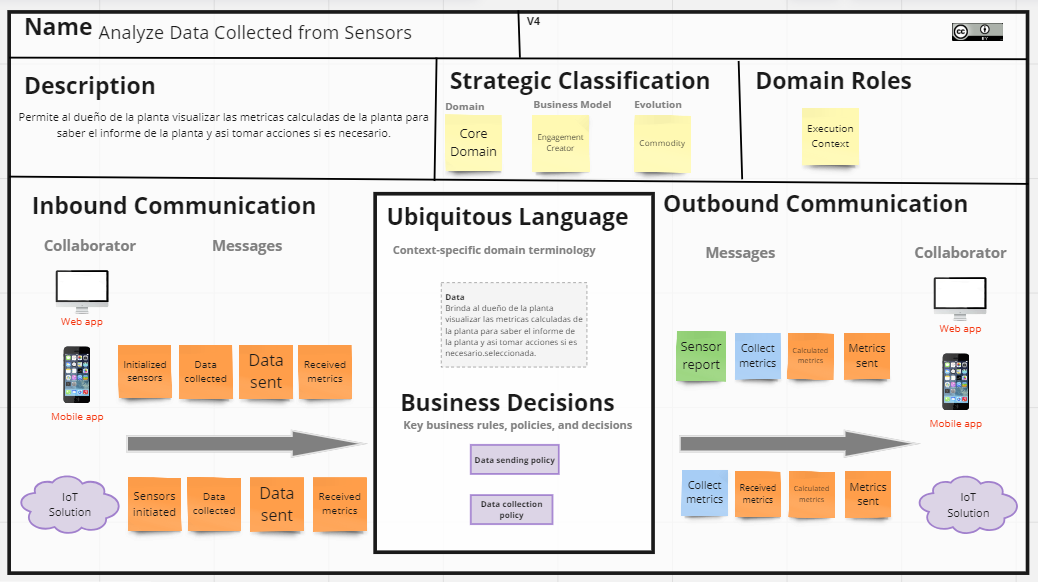 Name Analyze Data Collected from Sensors
V4
cc
BY
Description
Permite al dueño de la planta visualizar las metricas calculadas de la planta para
saber el informe de la planta y asi tomar acciones si es necesario.
Strategic Classification
Domain
Business Model
Evolution
Core
Domain
Engagement
Creator
Commodity
Domain Roles
Execution
Context
Inbound Communication
Collaborator
Messages
Web app
Mobile app
Initialized
sensors
Data
collected
Data
sent
Received
metrics
IoT
Solution
Sensors
initiated
Data
collected
Data
sent
Received
metrics
Ubiquitous Language
Context-specific domain terminology
Data
Brinda al dueño de la planta
visualizar las metricas calculadas de
la planta para saber el informe de
la planta y asi tomar acciones si es
necesario.seleccionada.
Business Decisions
Key business rules, policies, and decisions
Data sending policy
Data collection
policy
Outbound Communication
Messages
Collaborator
Sensor
report
Collect
metrics
Calculated
metrics
Metrics
sent
Web app
Mobile app
Collect
metrics
Received
metrics
Calculated
metrics
Metrics
sent
IoT
Solution